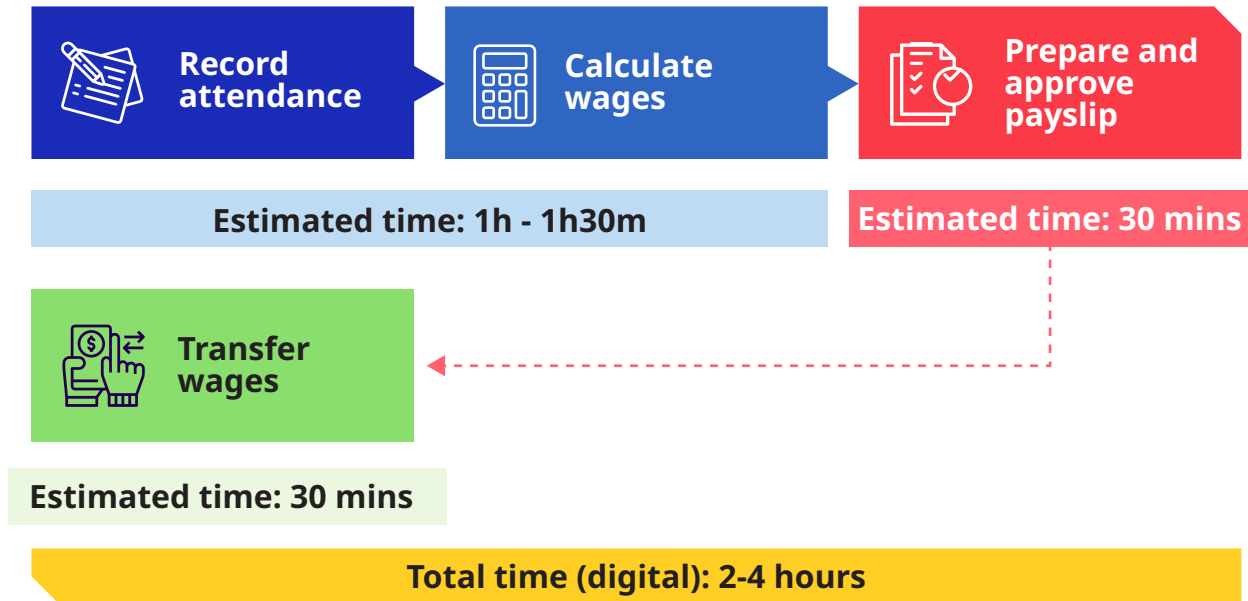 Record
attendance
Calculate
wages
Prepare and
approve
payslip
Estimated time: 1h - 1h30m
Estimated time: 30 mins
Transfer
wages
Estimated time: 30 mins
Total time (digital): 2-4 hours